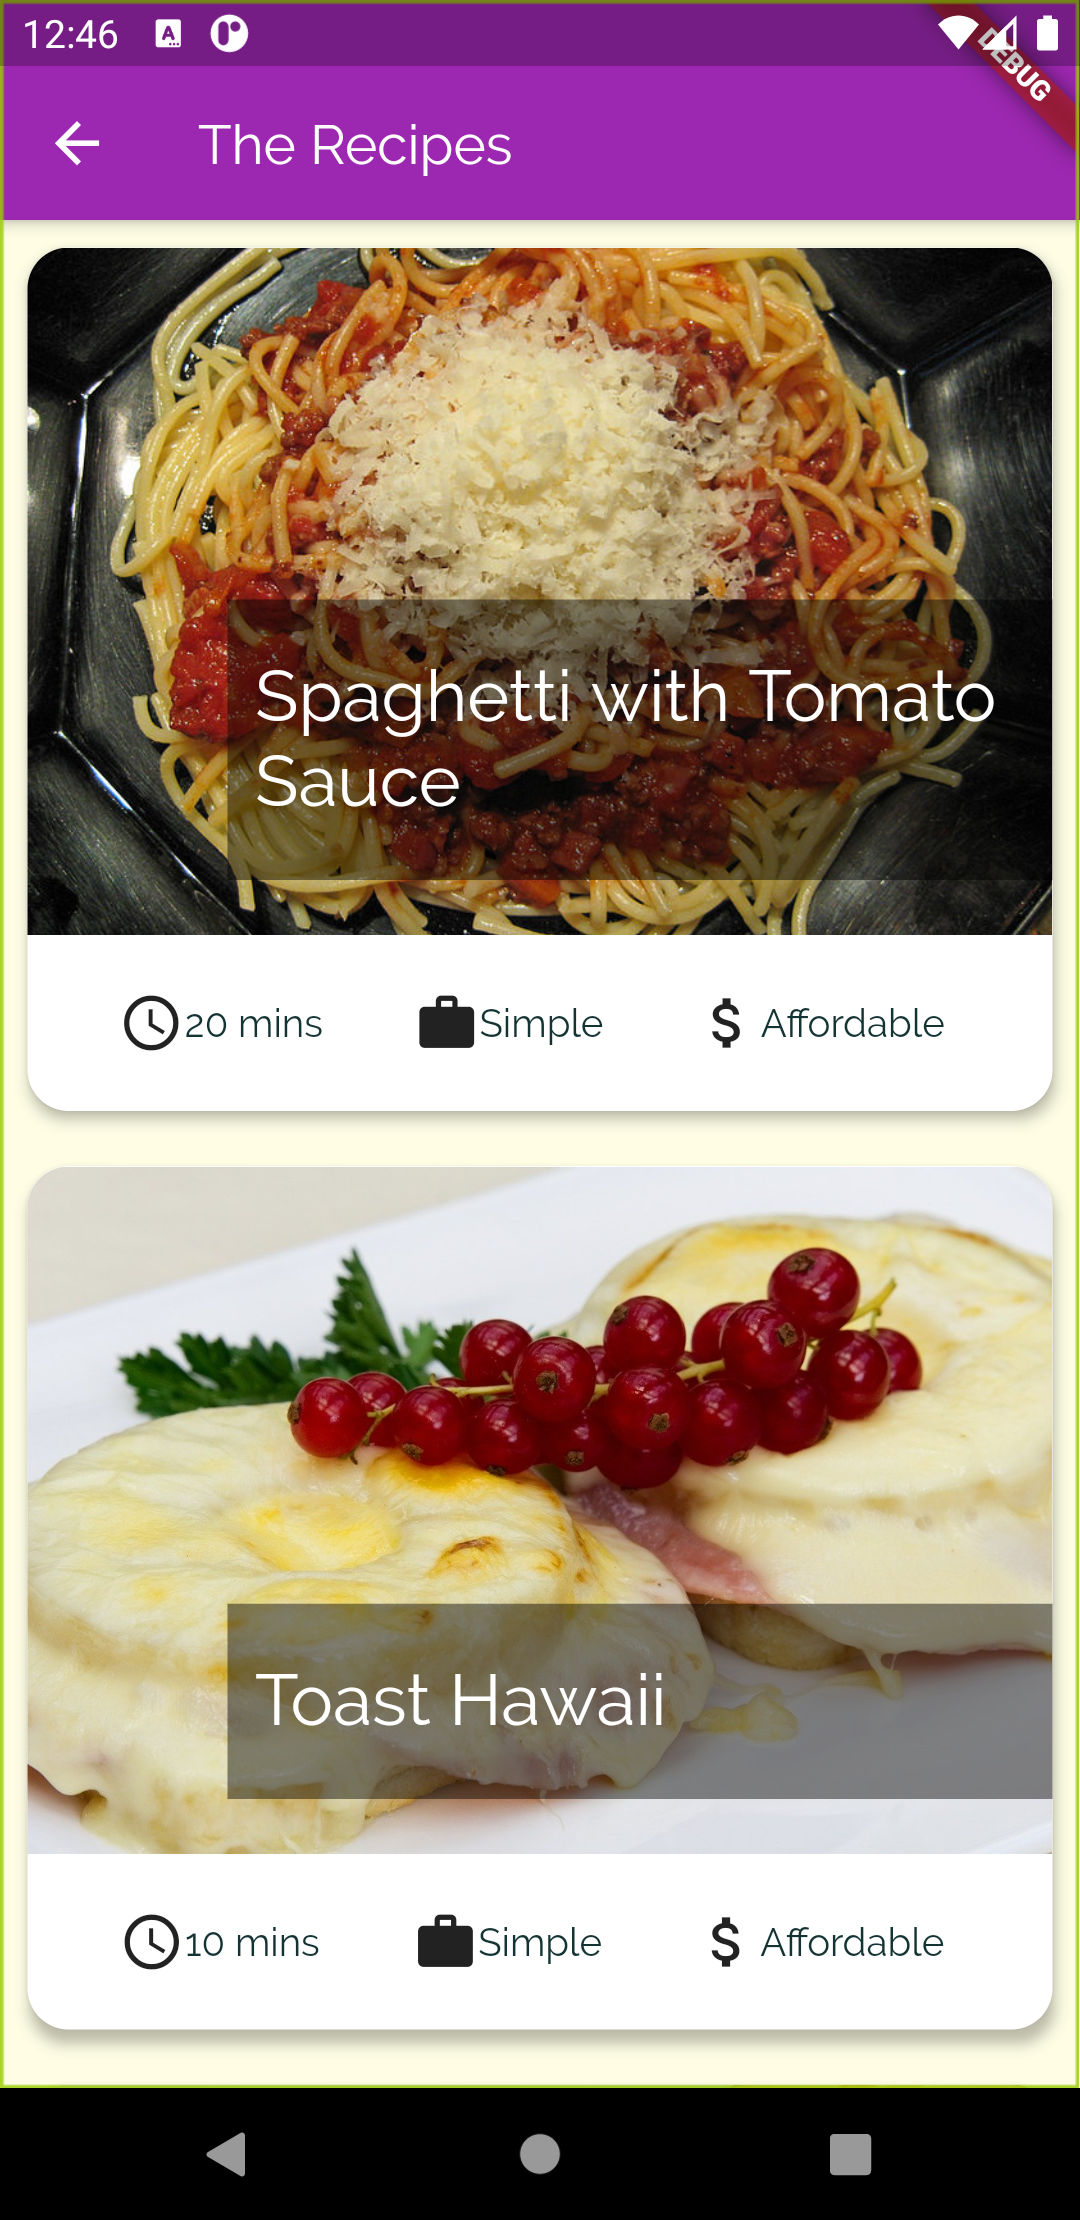 12:46
DEBUG
The Recipes
Spaghetti with Tomato
Sauce
20 mins Simple $ Affordable
Toast Hawaii
10 mins Simple $ Affordable